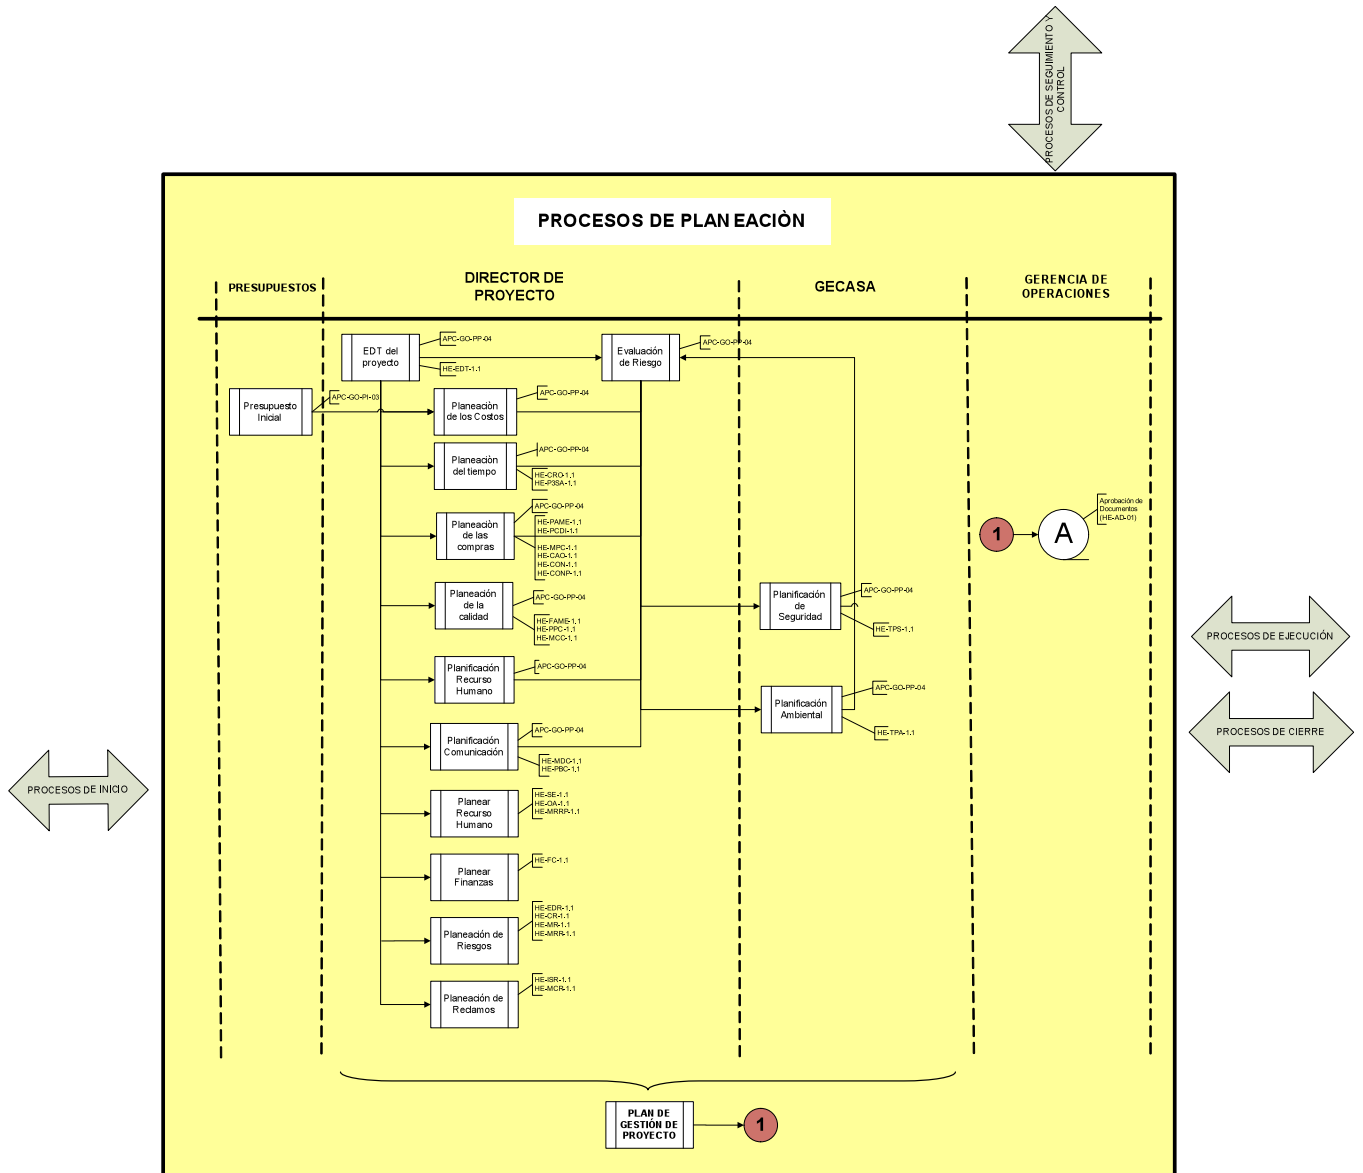 PROCESOS DE SEGUIMIENTO Y
CONTROL
PROCESOS DE PLANEACIÒN
PRESUPUESTOS
DIRECTOR DE
PROYECTO
GECASA
GERENCIA DE
OPERACIONES
EDT del
proyecto
APC-GO-PP-04
HE-EDT-1.1
Evaluación
de Riesgo
APC-GO-PP-04
Presupuesto
Inicial
APC-GO-PI-03
Planeaciòn
de los Costos
APC-GO-PP-04
Planeaciòn
del tiempo
APC-GO-PP-04
HE-CRO-1.1
HE-P3SA-1.1
Planeaciòn
de las
compras
APC-GO-PP-04
HE-PAME-1.1
HE-PCDI-1.1
HE-MPC-1.1
HE-CAO-1.1
HE-CON-1.1
HE-CONP-1.1
1
A
Aprobación de
Documentos
(HE-AD-01)
Planeación
de la
calidad
APC-GO-PP-04
HE-FAME-1.1
HE-PPC-1.1
HE-MCC-1.1
Planificación
de
Seguridad
APC-GO-PP-04
HE-TPS-1.1
PROCESOS DE EJECUCIÓN
Planificación
Recurso
Humano
APC-GO-PP-04
Planificación
Ambiental
APC-GO-PP-04
HE-TPA-1.1
PROCESOS DE CIERRE
Planificación
Comunicación
APC-GO-PP-04
HE-MDC-1.1
HE-PBC-1.1
PROCESOS DE INICIO
Planear
Recurso
Humano
HE-SE-1.1
HE-OA-1.1
HE-MRRP-1.1
Planear
Finanzas
HE-FC-1.1
Planeación de
Riesgos
HE-EDR-1.1
HE-CR-1.1
HE-MR-1.1
HE-MRR-1.1
Planeación de
Reclamos
HE-ISR-1.1
HE-MCR-1.1
PLAN DE
GESTIÓN DE
PROYECTO
1